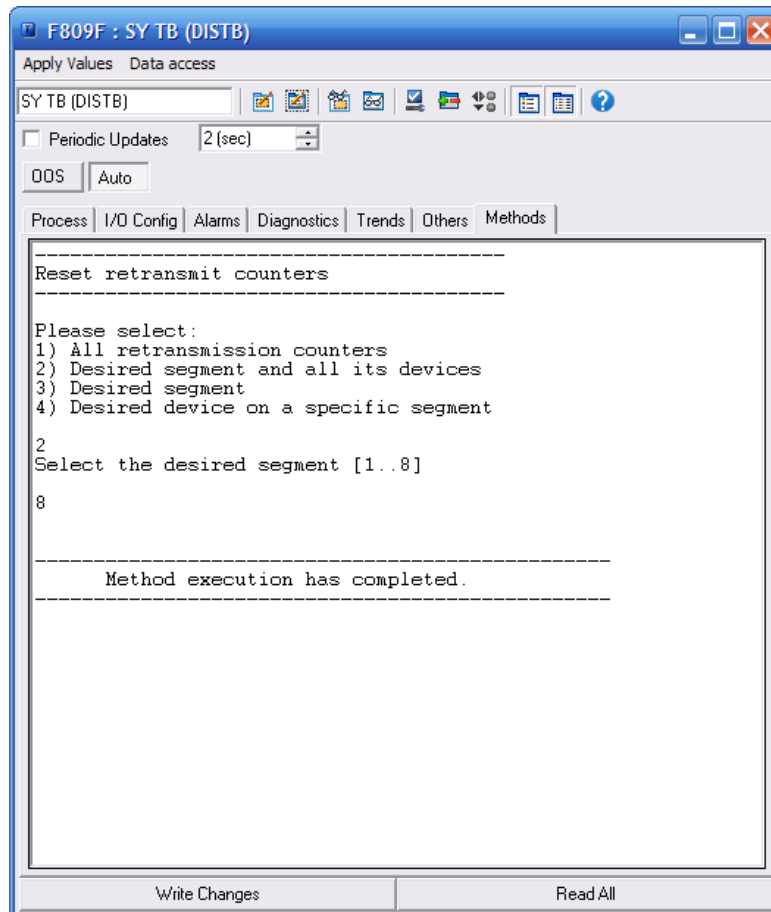 F809F : SY TB (DISTB)
Apply Values Data access
SY TB (DISTB)
Periodic Updates 2 (sec)
OOS Auto
Process I/O Config Alarms Diagnostics Trends Others Methods
----------------------------------------
Reset retransmit counters
----------------------------------------
Please select:
1) All retransmission counters
2) Desired segment and all its devices
3) Desired segment
4) Desired device on a specific segment
2
Select the desired segment [1..8]
8
-------------------------------------------------
Method execution has completed.
-------------------------------------------------
Write Changes Read All